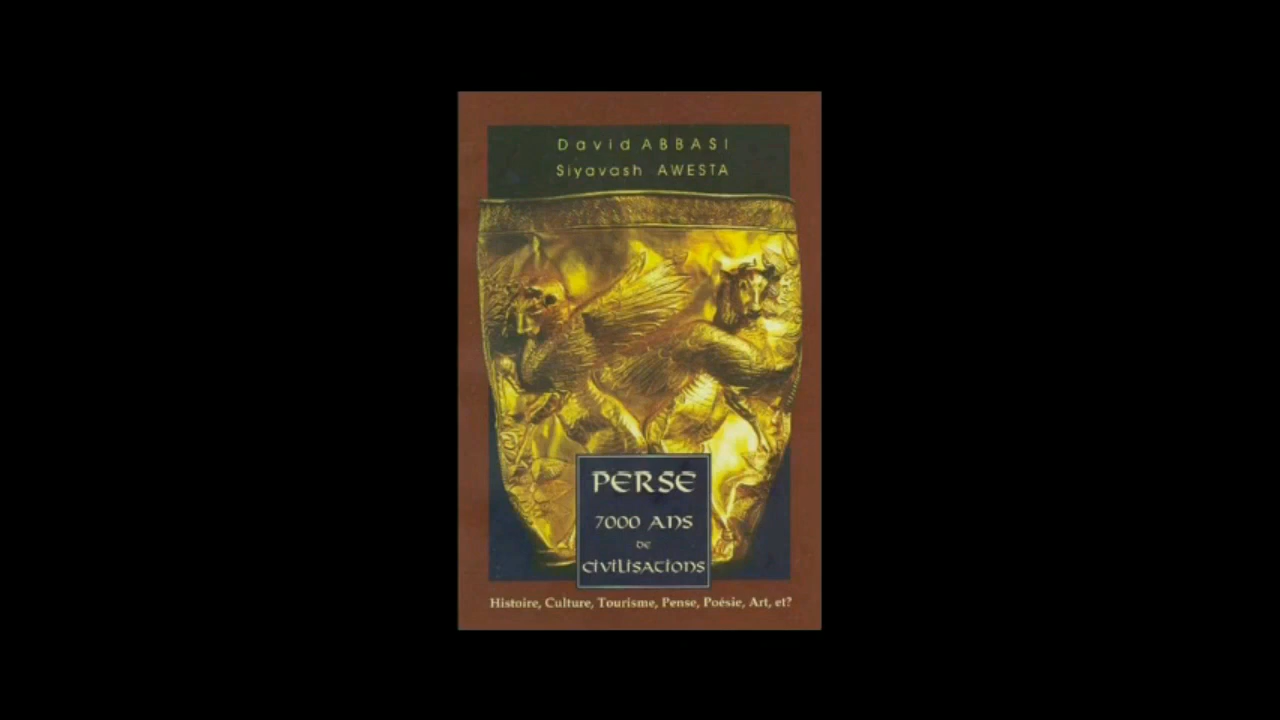 David ABBASI
Siyavash AWESTA
PERSE
7000 ANS
DE
CIVILISATIONS
Histoire, Culture, Tourisme, Pense, Poésie, Art, et?